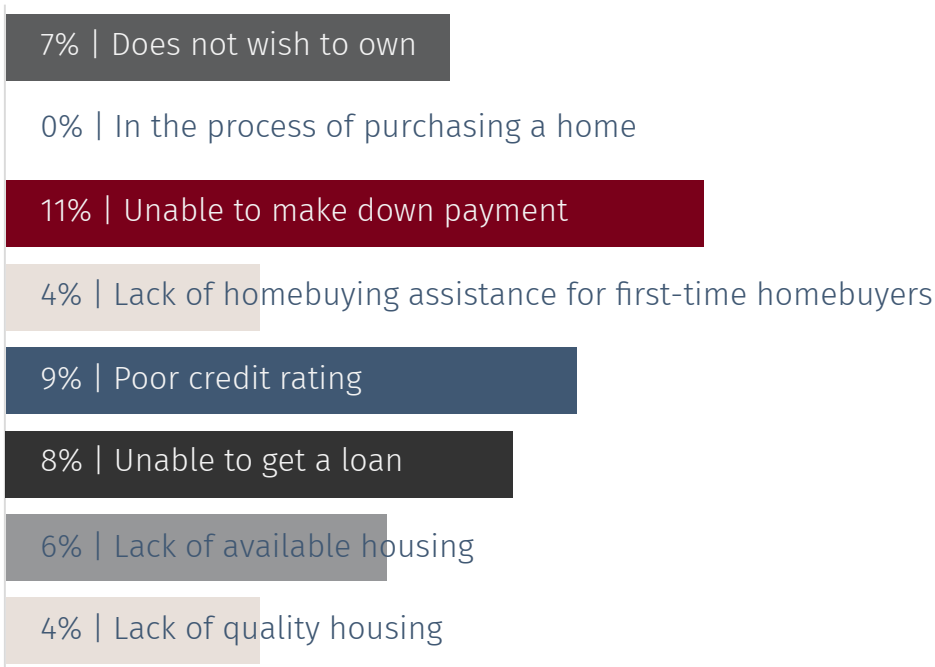 7% | Does not wish to own
0% | In the process of purchasing a home
11% | Unable to make down payment
4% | Lack of homebuying assistance for first-time homebuyers
9% | Poor credit rating
8% | Unable to get a loan
6% | Lack of available housing
4% | Lack of quality housing